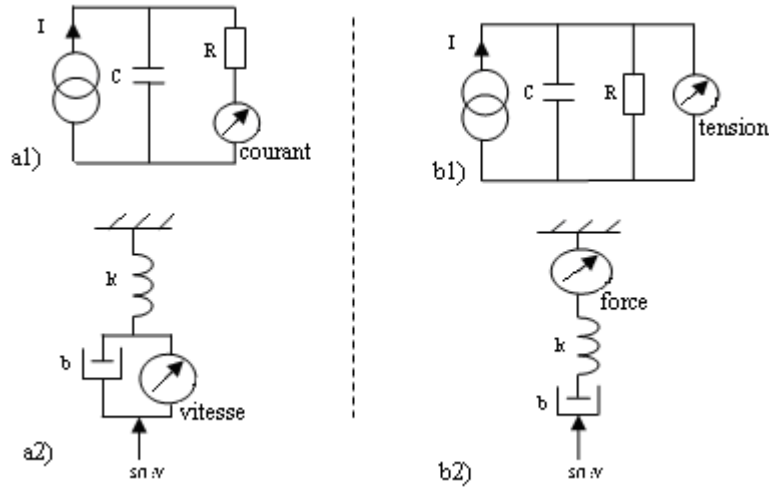 I
C
R
courant
a1)
I
C
R
tension
b1)
k
b
vitesse
a2)
force
k
b
b2)